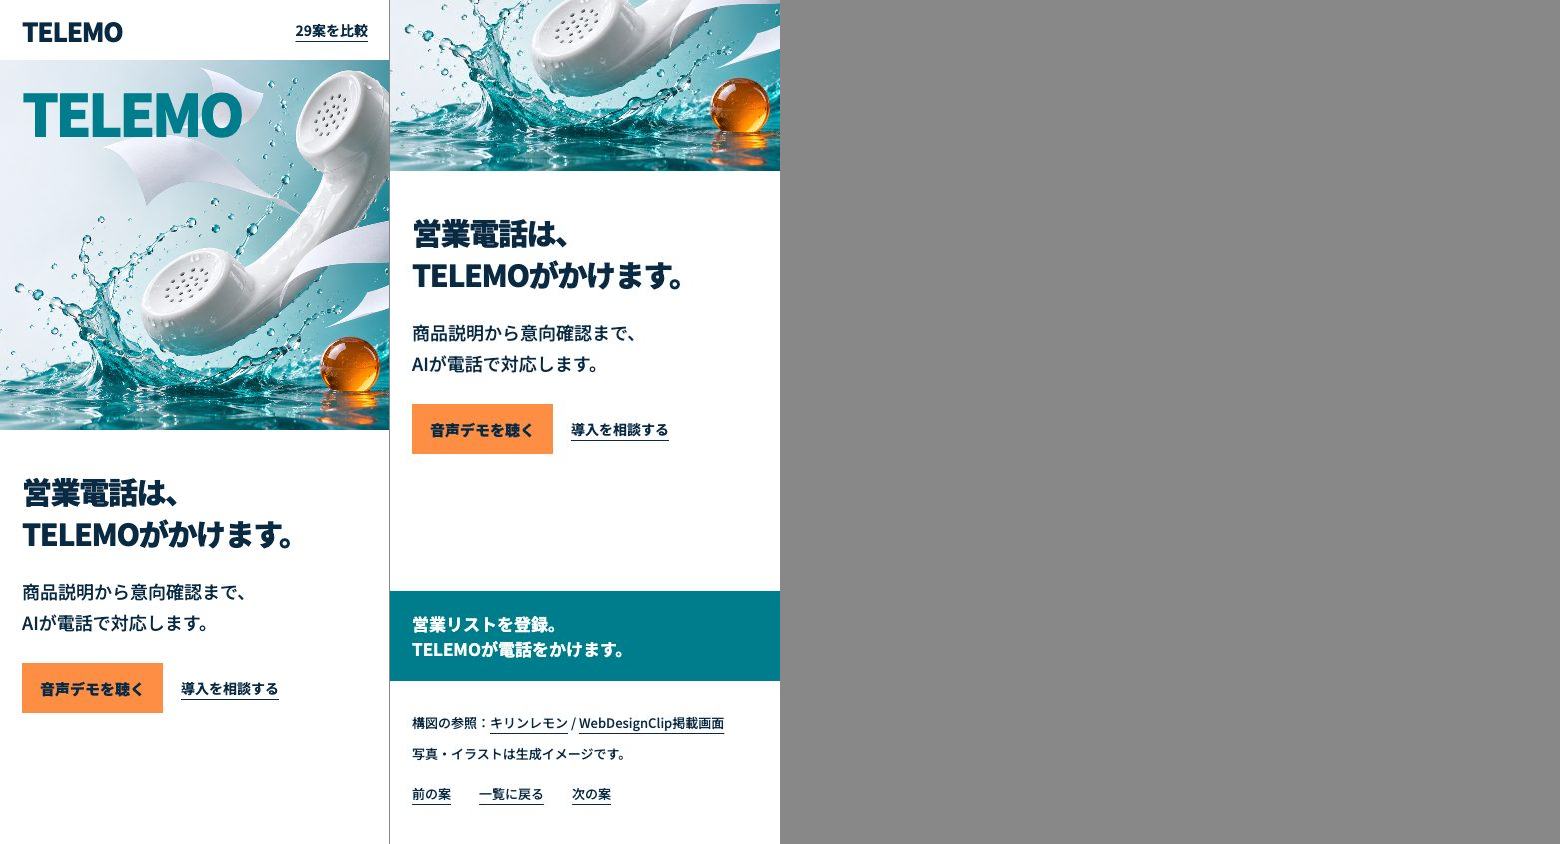 TELEMO
29案を比較
TELEMO
営業電話は、
TELEMOがかけます。
商品説明から意向確認まで、
AIが電話で対応します。
音声デモを聴く
導入を相談する
営業電話は、
TELEMOがかけます。
商品説明から意向確認まで、
AIが電話で対応します。
音声デモを聴く
導入を相談する
営業リストを登録。
TELEMOが電話をかけます。
構図の参照：キリンレモン / WebDesignClip掲載画面
写真・イラストは生成イメージです。
前の案
一覧に戻る
次の案